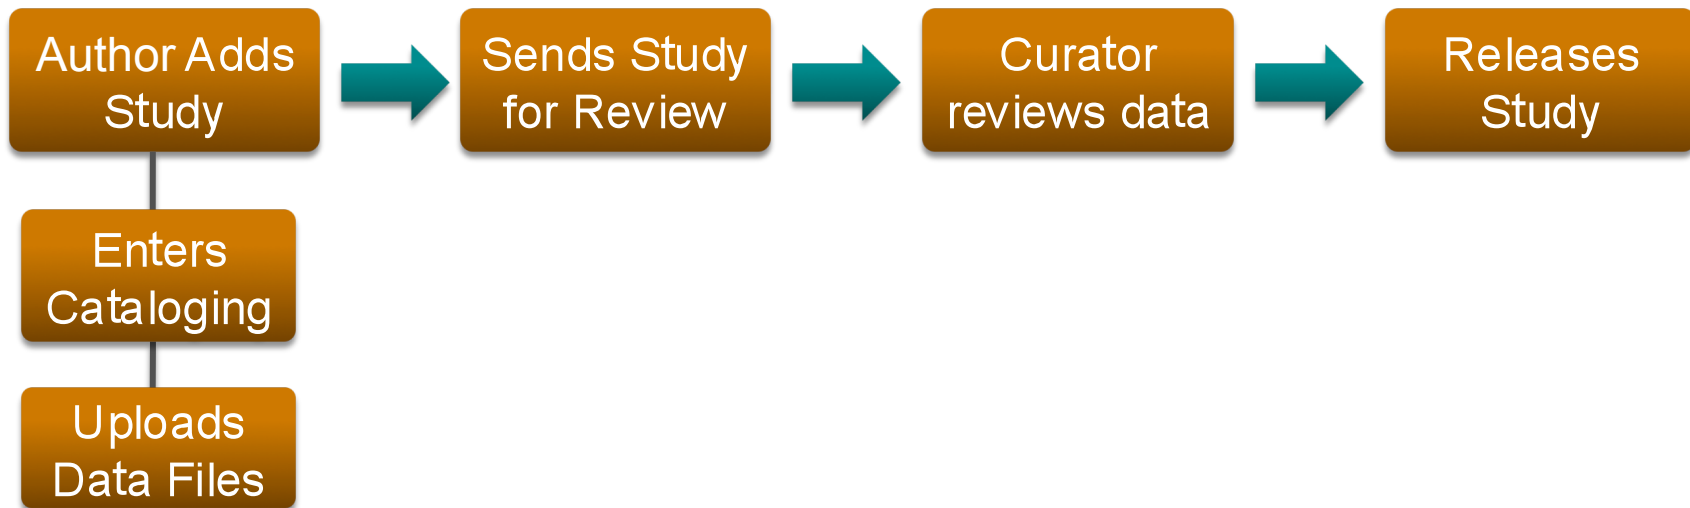 Author Adds
Study
Sends Study
for Review
Curator
reviews data
Releases
Study
Enters
Cataloging
Uploads
Data Files